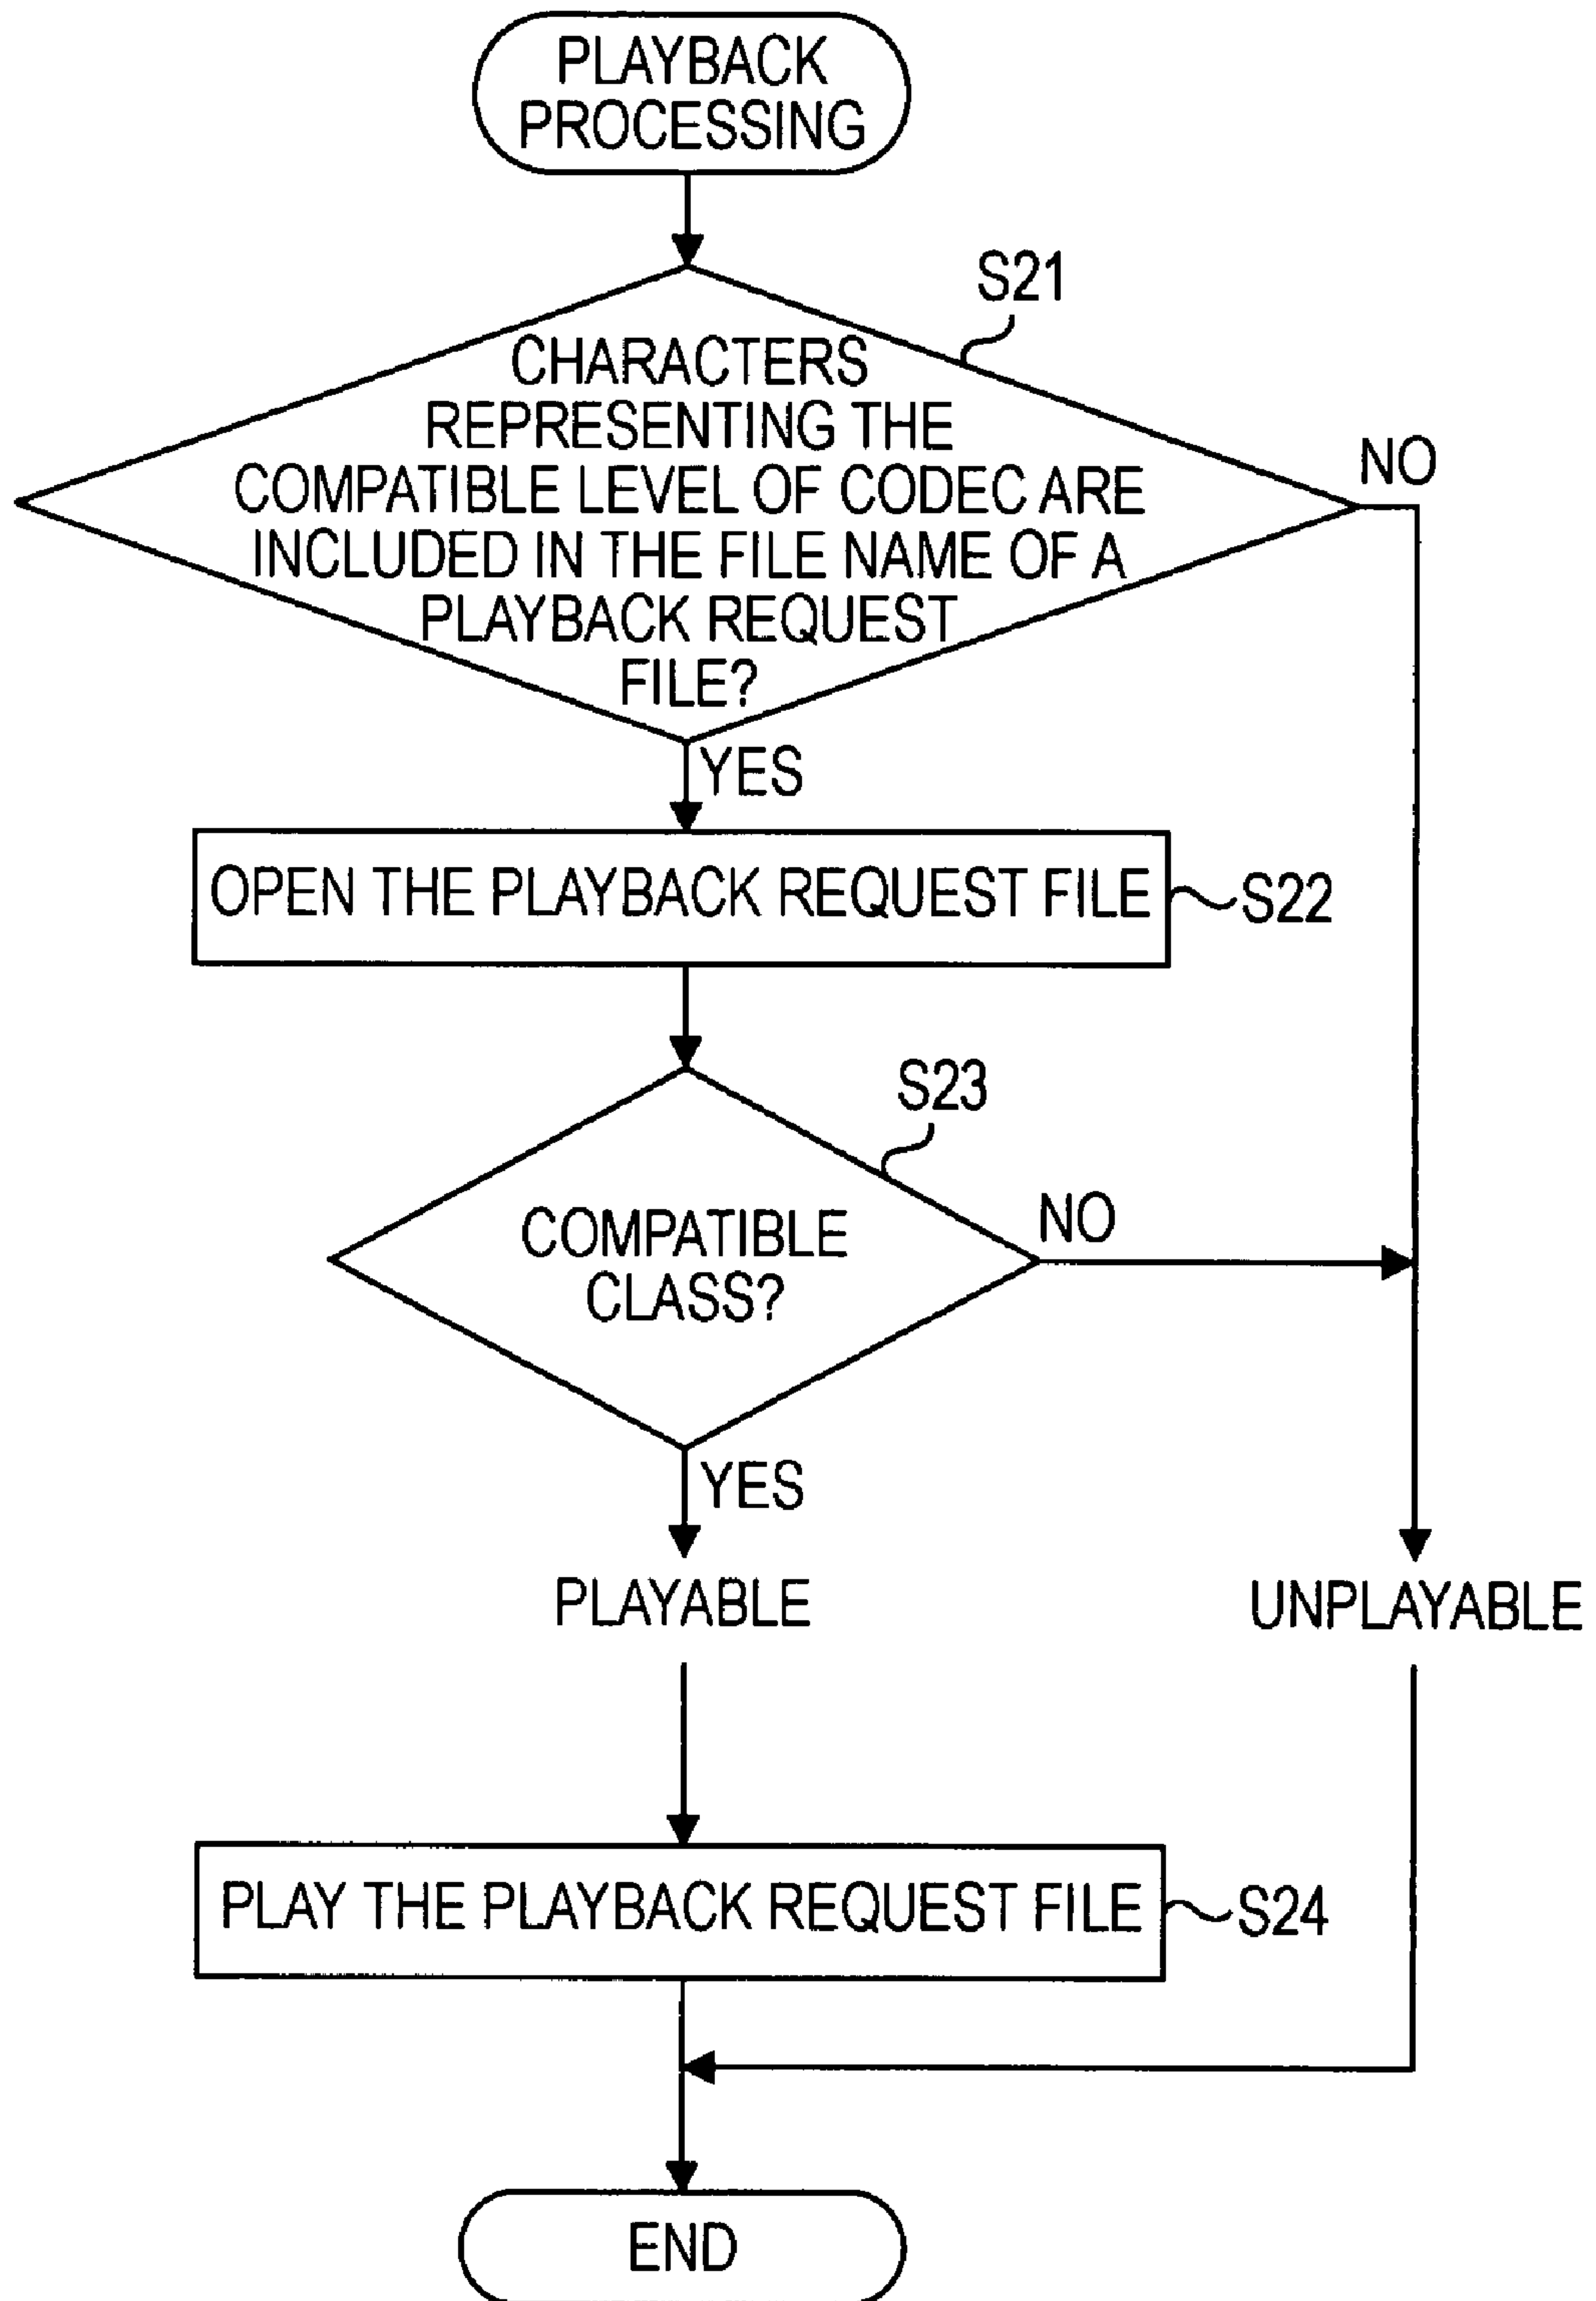 PLAYBACK
PROCESSING
S21
CHARACTERS
REPRESENTING THE
COMPATIBLE LEVEL OF CODEC ARE
INCLUDED IN THE FILE NAME OF A
PLAYBACK REQUEST
FILE?
NO
YES
OPEN THE PLAYBACK REQUEST FILE
S22
S23
COMPATIBLE
CLASS?
NO
YES
PLAYABLE
UNPLAYABLE
PLAY THE PLAYBACK REQUEST FILE
S24
END